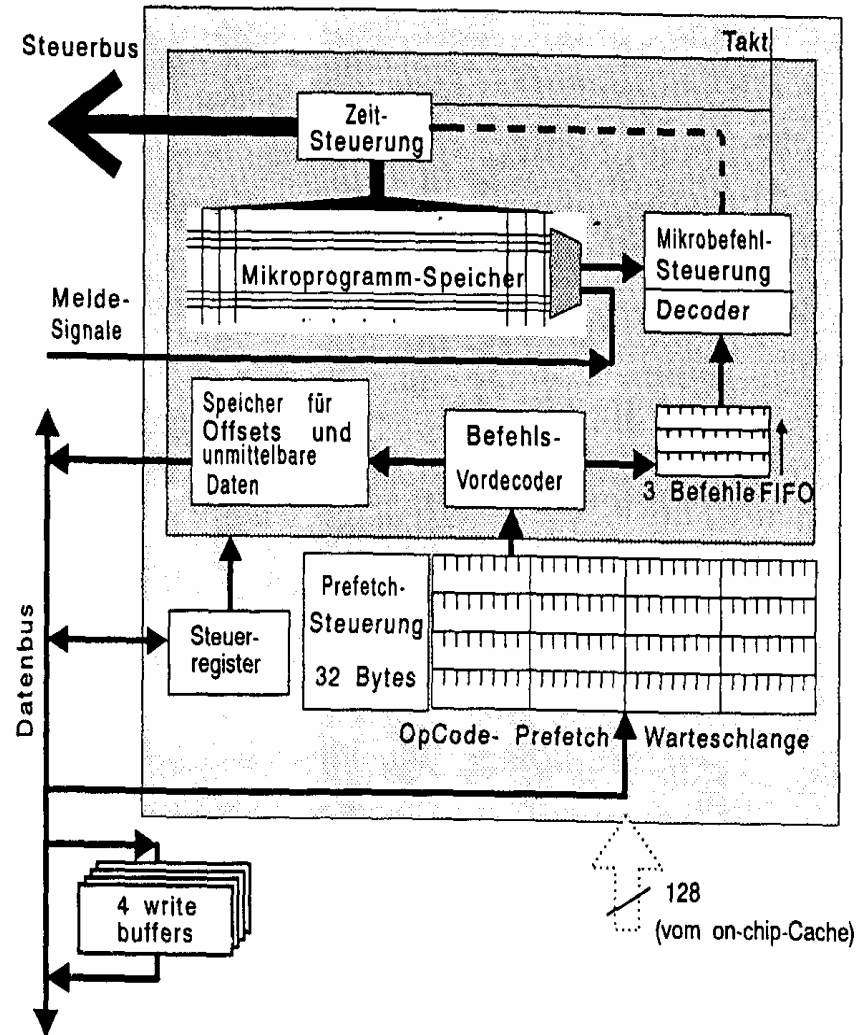 Takt
Steuerbus
Zeit-
Steuerung
Mikrobefehl-
Steuerung
Mikroprogramm-Speicher
Melde-
Signale
Decoder
Speicher für
Offsets und
unmittelbare
Daten
Befehls-
Vordecoder
3 Befehle FIFO
Prefetch-
Steuerung
32 Bytes
Steuer-
register
Datenbus
OpCode- Prefetch Warteschlange
4 write
buffers
128
(vom on-chip-Cache)